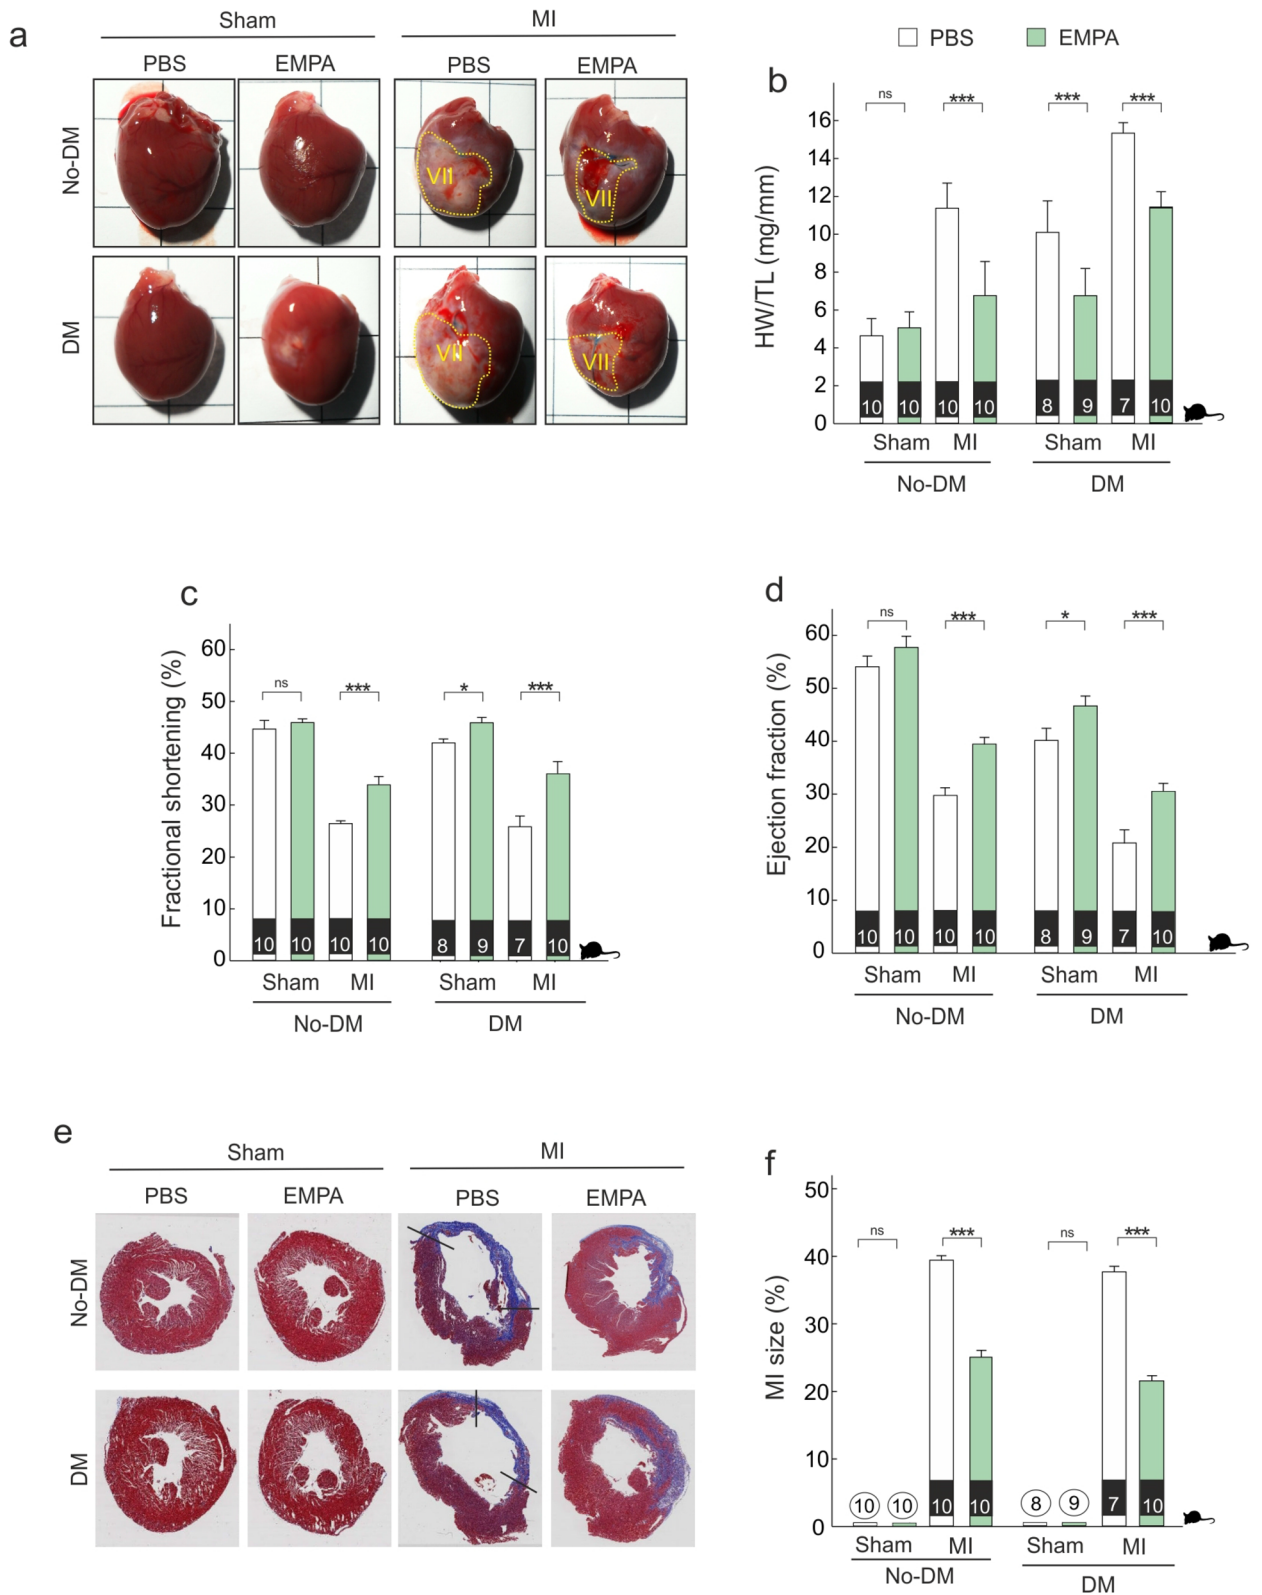 a
Sham MI
PBS EMPA PBS EMPA
No-DM
VII
VII
DM
VII
VII
PBS EMPA
b
HW/TL (mg/mm)
ns *** *** ***
16
14
12
10
8
6
4
2
0
10 10 10 10 8 9 7 10
Sham MI Sham MI
No-DM DM
c
Fractional shortening (%)
60
50
40
30
20
10
0
ns *** * ***
10 10 10 10 8 9 7 10
Sham MI Sham MI
No-DM DM
d
Ejection fraction (%)
60
50
40
30
20
10
0
ns *** * ***
10 10 10 10 8 9 7 10
Sham MI Sham MI
No-DM DM
e
Sham MI
PBS EMPA PBS EMPA
No-DM
DM
f
MI size (%)
50
40
30
20
10
0
ns *** ns ***
10 10 10 10 8 9 7 10
Sham MI Sham MI
No-DM DM